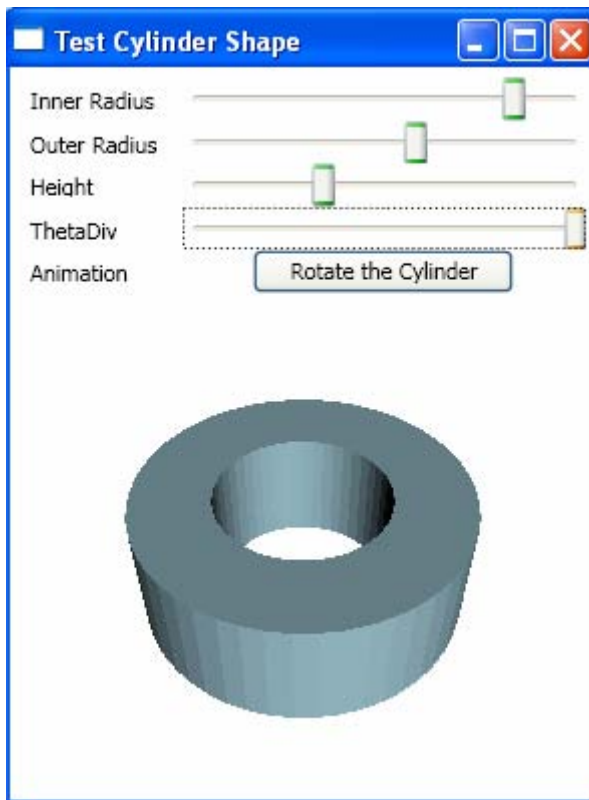 Test Cylinder Shape
Inner Radius
Outer Radius
Height
ThetaDiv
Animation Rotate the Cylinder